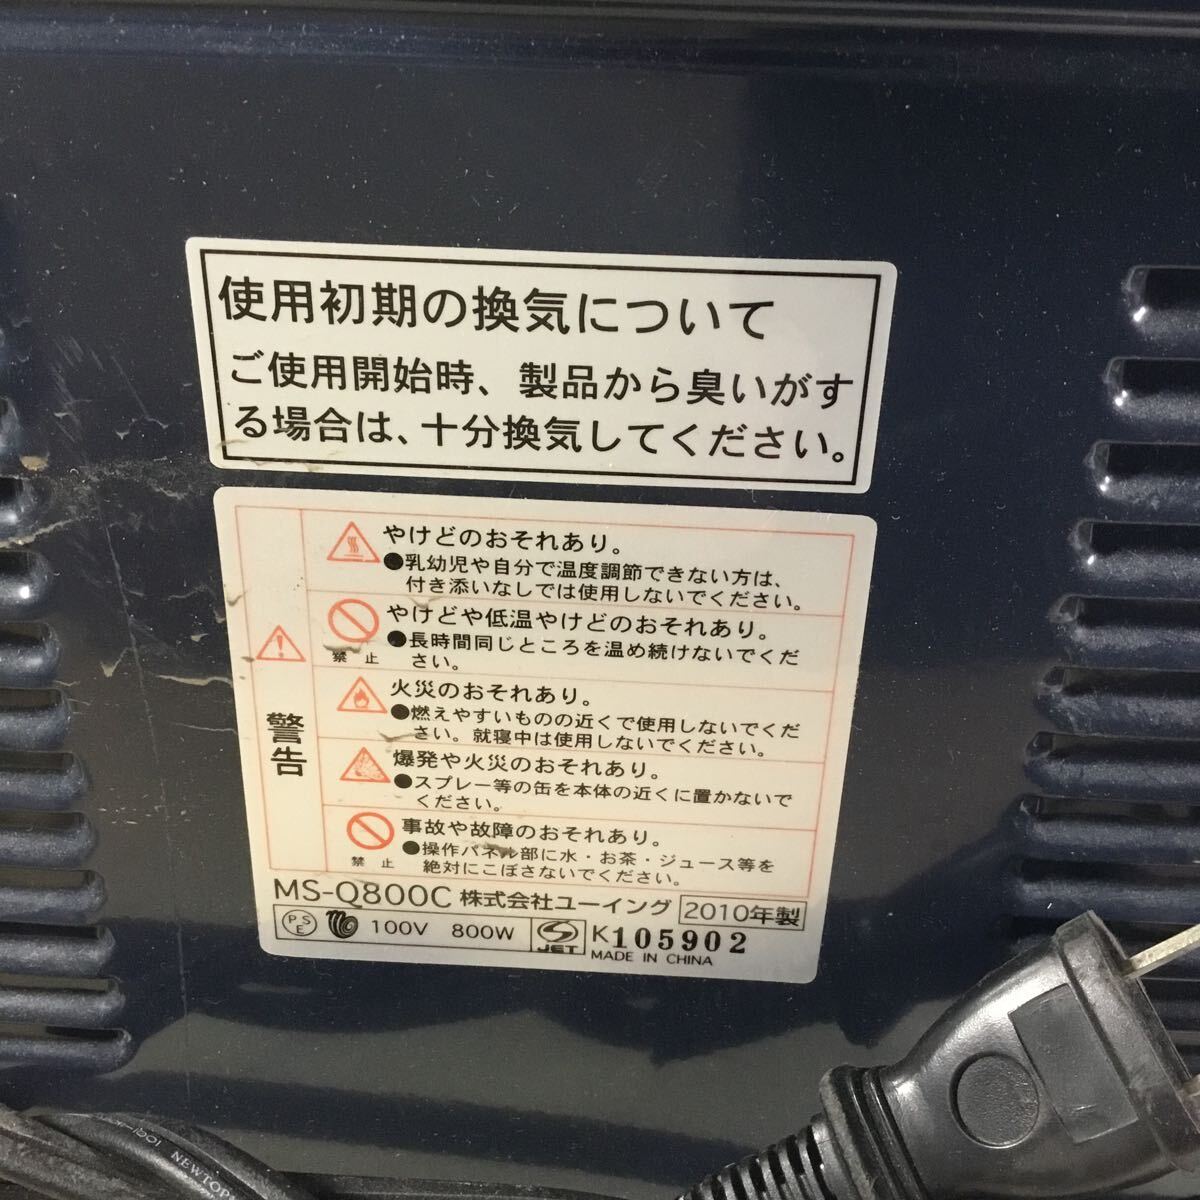 使用初期の換気について
ご使用開始時、製品から臭いがす
る場合は、十分換気してください。
警告
やけどのおそれあり。
●乳幼児や自分で温度調節できない方は、
付き添いなしでは使用しないでください。
禁止
やけどや低温やけどのおそれあり。
●長時間同じところを温め続けないでくだ
さい。
火災のおそれあり。
●燃えやすいものの近くで使用しないでくだ
さい。就寝中は使用しないでください。
爆発や火災のおそれあり。
●スプレー等の缶を本体の近くに置かないで
ください。
禁止
事故や故障のおそれあり。
●操作パネル部に水・お茶・ジュース等を
絶対にこぼさないでください。
MS-Q800C 株式会社ユーイング 2010年製
PSE 100V 800W JET K105902
MADE IN CHINA
NEWTOP